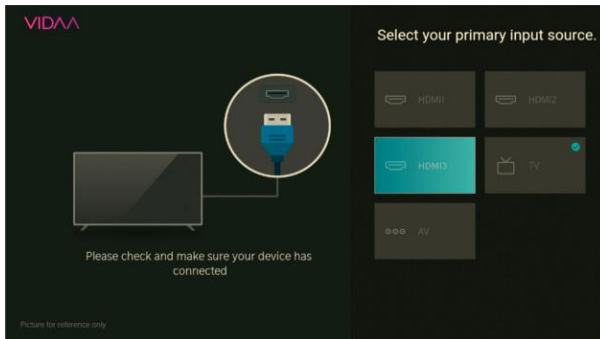 VIDAA
Select your primary input source.
HDMI1
HDMI2
HDMI3
TV
AV
Please check and make sure your device has
connected
Picture for reference only